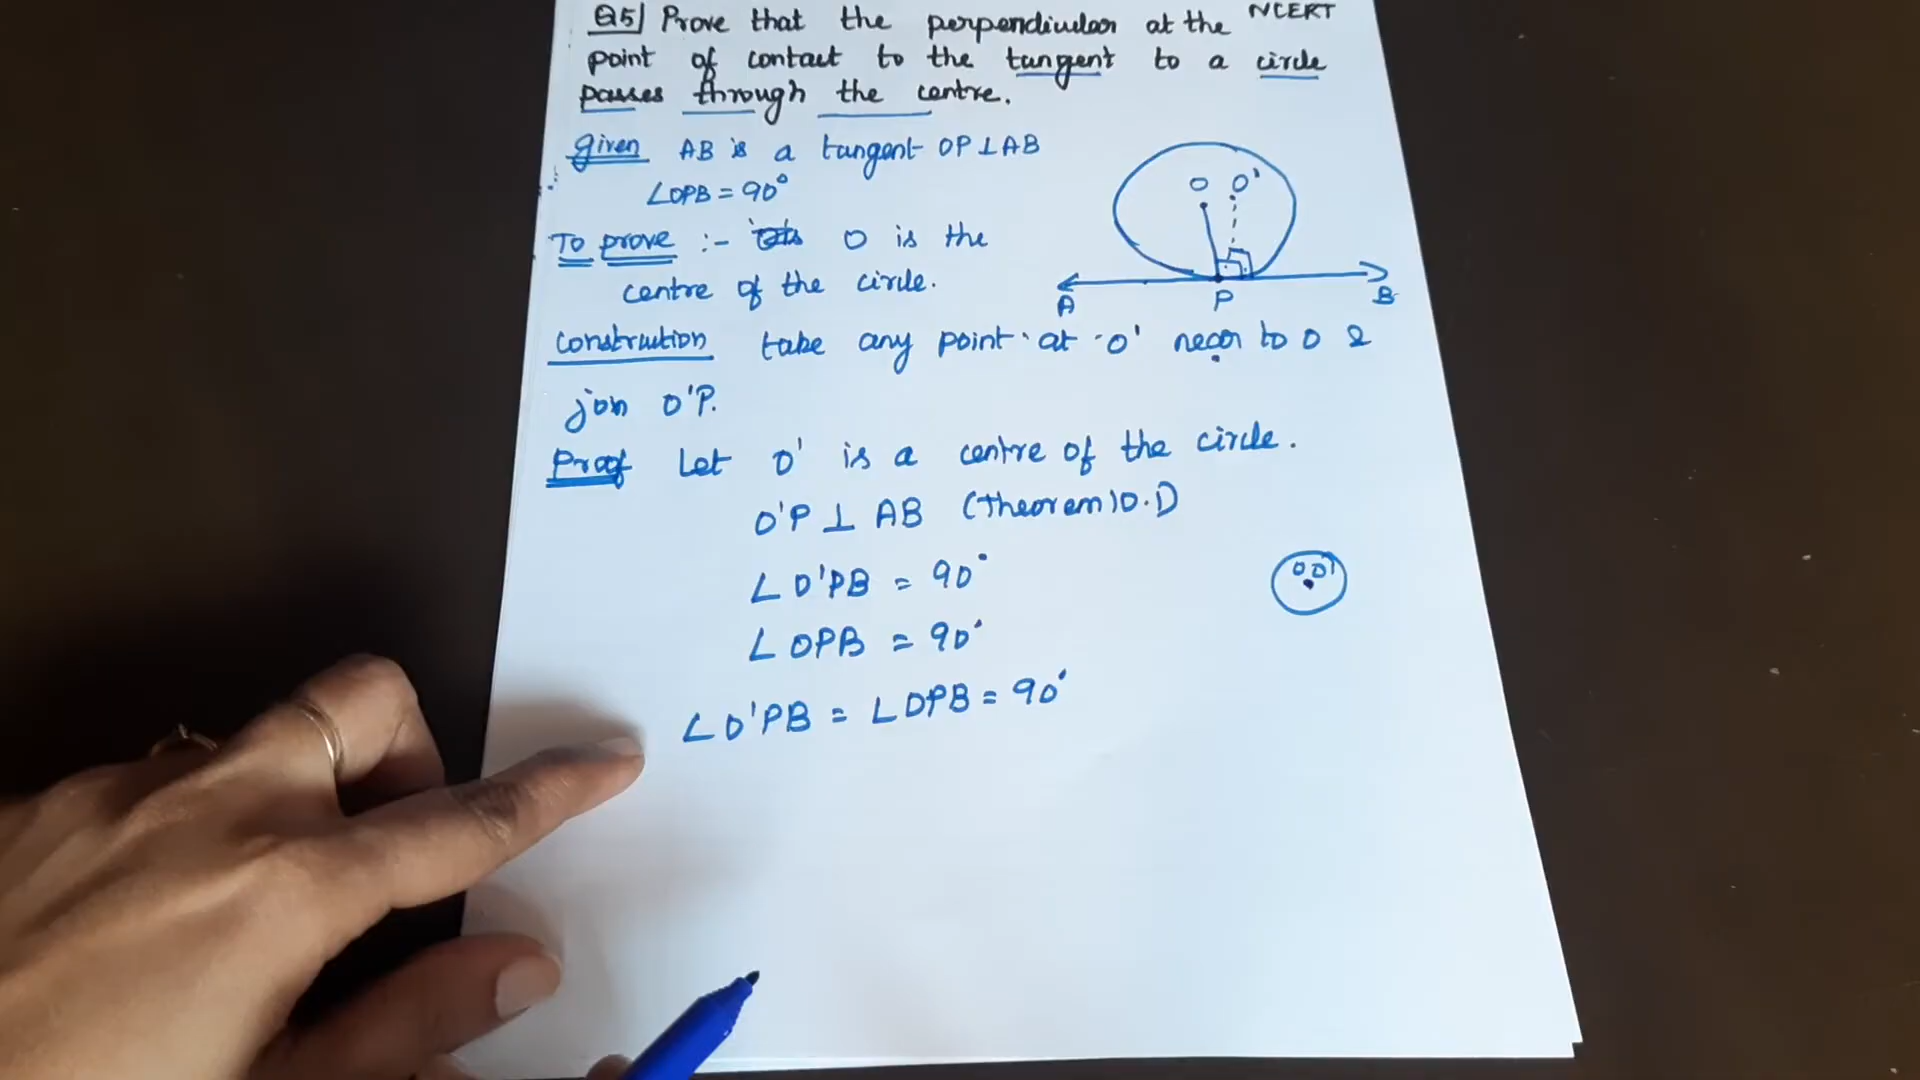 Q5) Prove that the perpendicular at the NCERT
point of contact to the tangent to a circle
passes through the centre.
Given AB is a tangent OP⊥AB
∠OPB = 90°
To prove :- O is the
centre of the circle.
O O'
A P B
Construction take any point at O' near to O &
join O'P.
Proof Let O' is a centre of the circle.
O'P ⊥ AB (Theorem 10.1)
∠O'PB = 90°
O O'
∠OPB = 90°
∠O'PB = ∠OPB = 90°